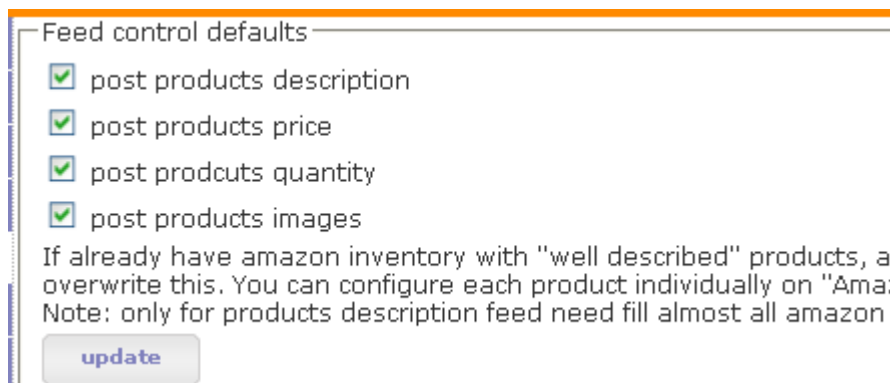 Feed control defaults
post products description
post products price
post prodcuts quantity
post products images
If already have amazon inventory with "well described" products, a
overwrite this. You can configure each product individually on "Amaz
Note: only for products description feed need fill almost all amazon
update